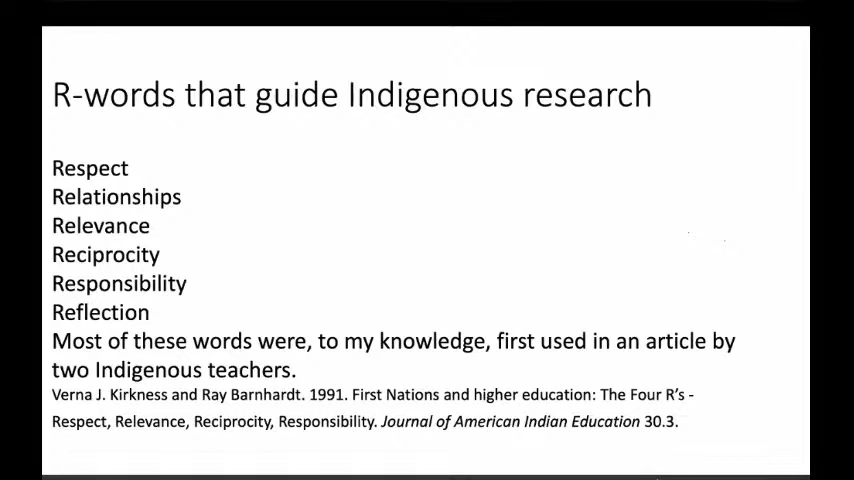 R-words that guide Indigenous research
Respect
Relationships
Relevance
Reciprocity
Responsibility
Reflection
Most of these words were, to my knowledge, first used in an article by
two Indigenous teachers.
Verna J. Kirkness and Ray Barnhardt. 1991. First Nations and higher education: The Four R's -
Respect, Relevance, Reciprocity, Responsibility. Journal of American Indian Education 30.3.